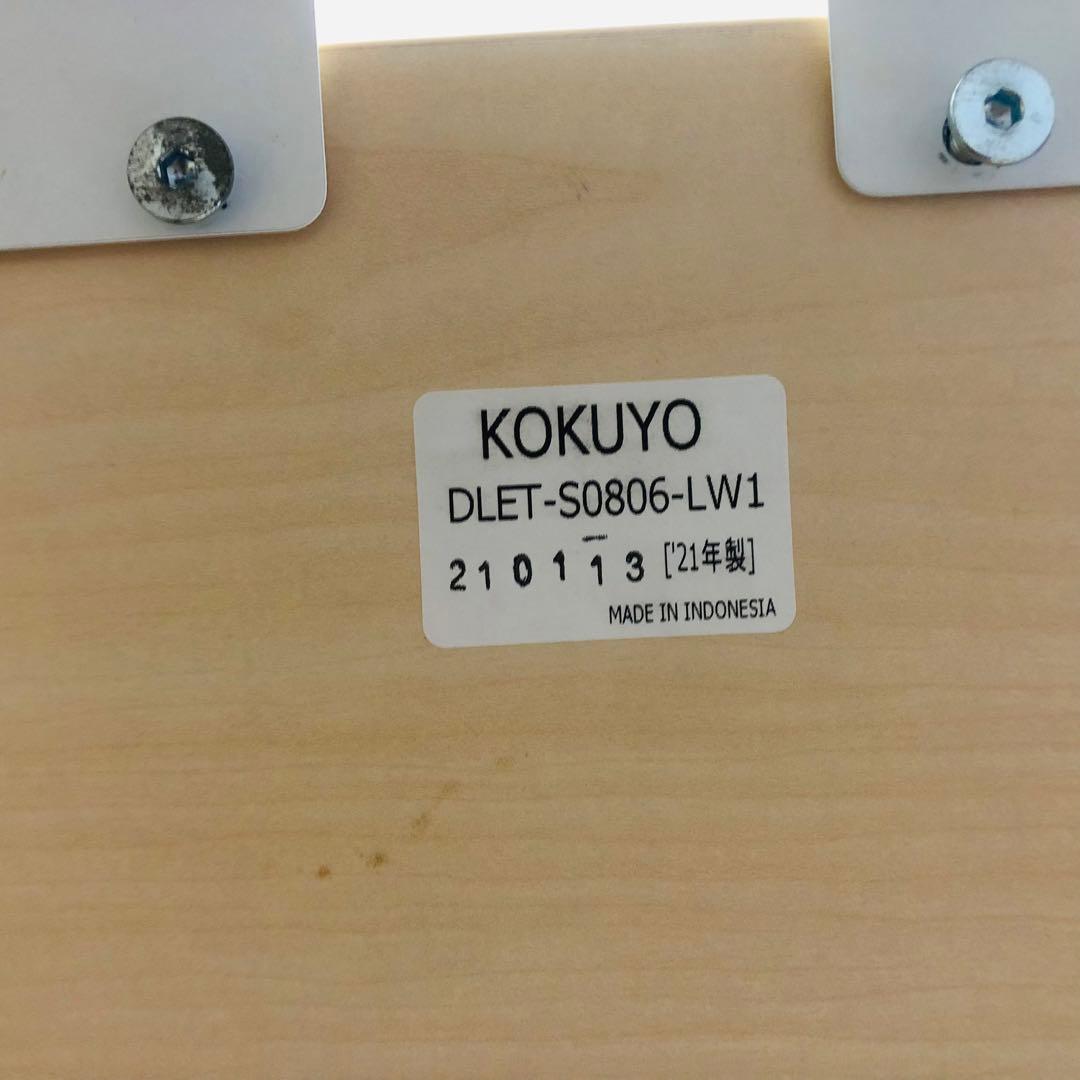 KOKUYO
DLET-S0806-LW1
210113 ['21年製]
MADE IN INDONESIA